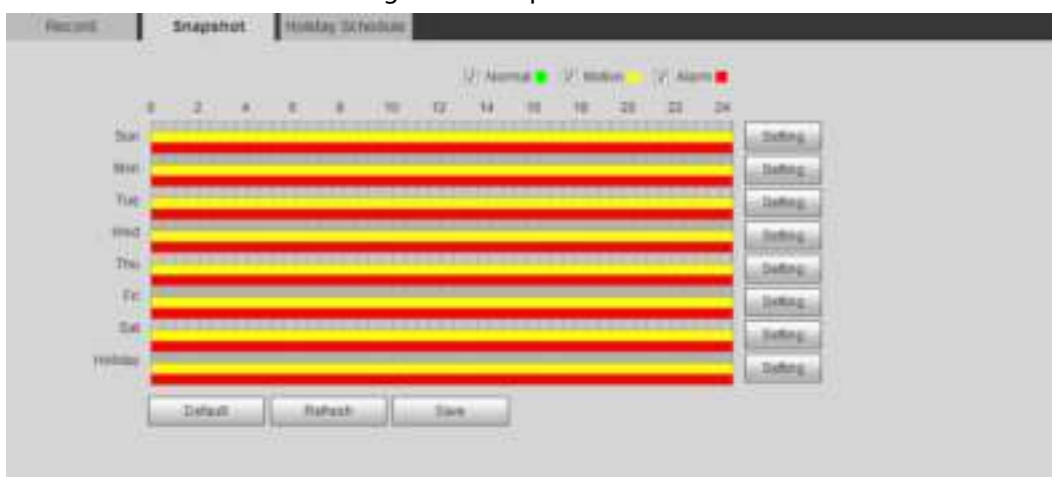 Record Snapshot Holiday Schedule
Normal Motion Alarm
0 2 4 6 8 10 12 14 16 18 20 22 24
Sun Setting
Mon Setting
Tue Setting
Wed Setting
Thu Setting
Fri Setting
Sat Setting
Holiday Setting
Default Refresh Save